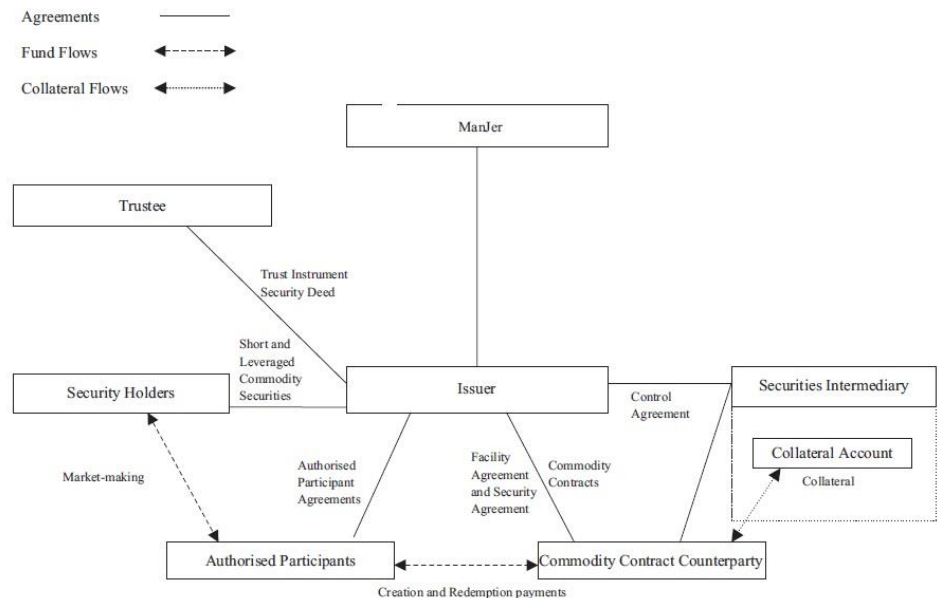 Agreements
Fund Flows
Collateral Flows
ManJer
Trustee
Trust Instrument
Security Deed
Short and
Leveraged
Commodity
Securities
Security Holders
Issuer
Control
Agreement
Securities Intermediary
Collateral Account
Collateral
Market-making
Authorised
Participant
Agreements
Facility
Agreement
and Security
Agreement
Commodity
Contracts
Authorised Participants
Commodity Contract Counterparty
Creation and Redemption payments